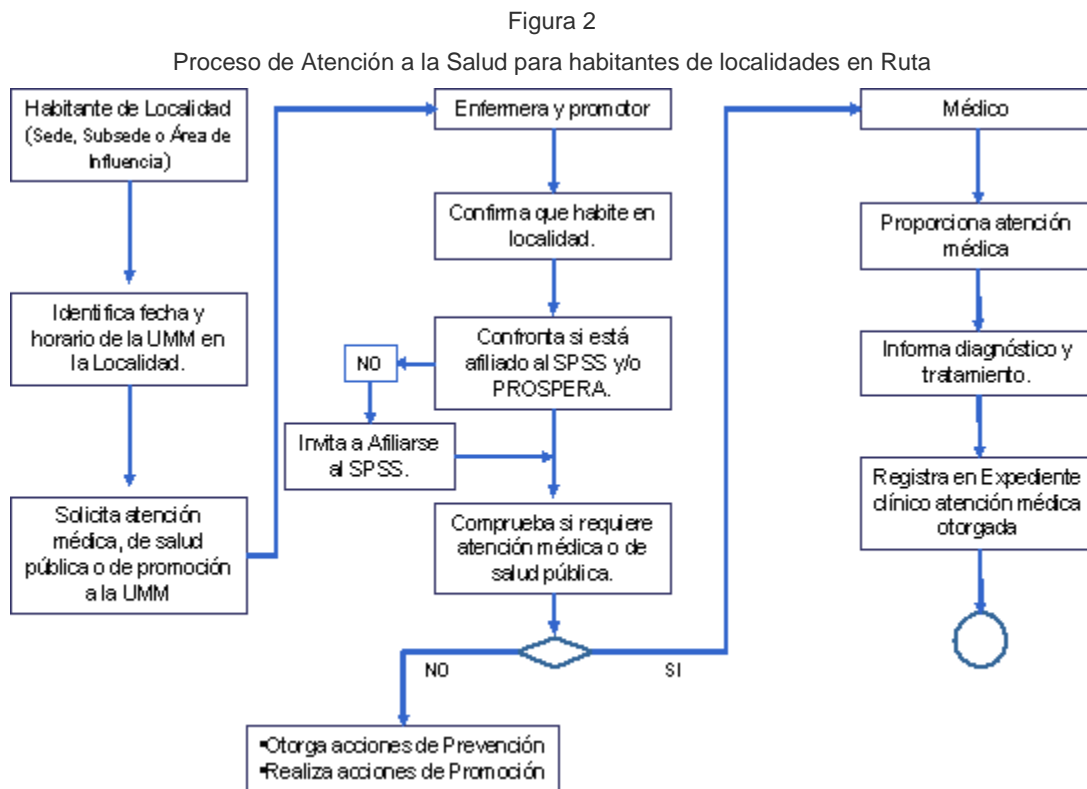 Figura 2
Proceso de Atención a la Salud para habitantes de localidades en Ruta
Habitante de Localidad
(Sede, Subsede o Área de
Influencia)
Identifica fecha y
horario de la UMM en
la Localidad.
Solicita atención
médica, de salud
pública o de promoción
a la UMM
Enfermera y promotor
Confirma que habite en
localidad.
Confronta si está
afiliado al SPSS y/o
PROSPERA.
NO
Invita a Afiliarse
al SPSS.
Comprueba si requiere
atención médica o de
salud pública.
NO
SI
▪Otorga acciones de Prevención
▪Realiza acciones de Promoción
Médico
Proporciona atención
médica
Informa diagnóstico y
tratamiento.
Registra en Expediente
clínico atención médica
otorgada